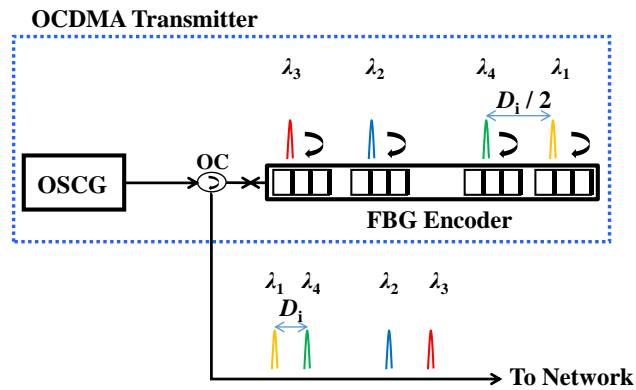 OCDMA Transmitter
λ3 λ2 λ4 λ1
Di / 2
OC
OSCG
FBG Encoder
λ1 λ4 λ2 λ3
Di
To Network